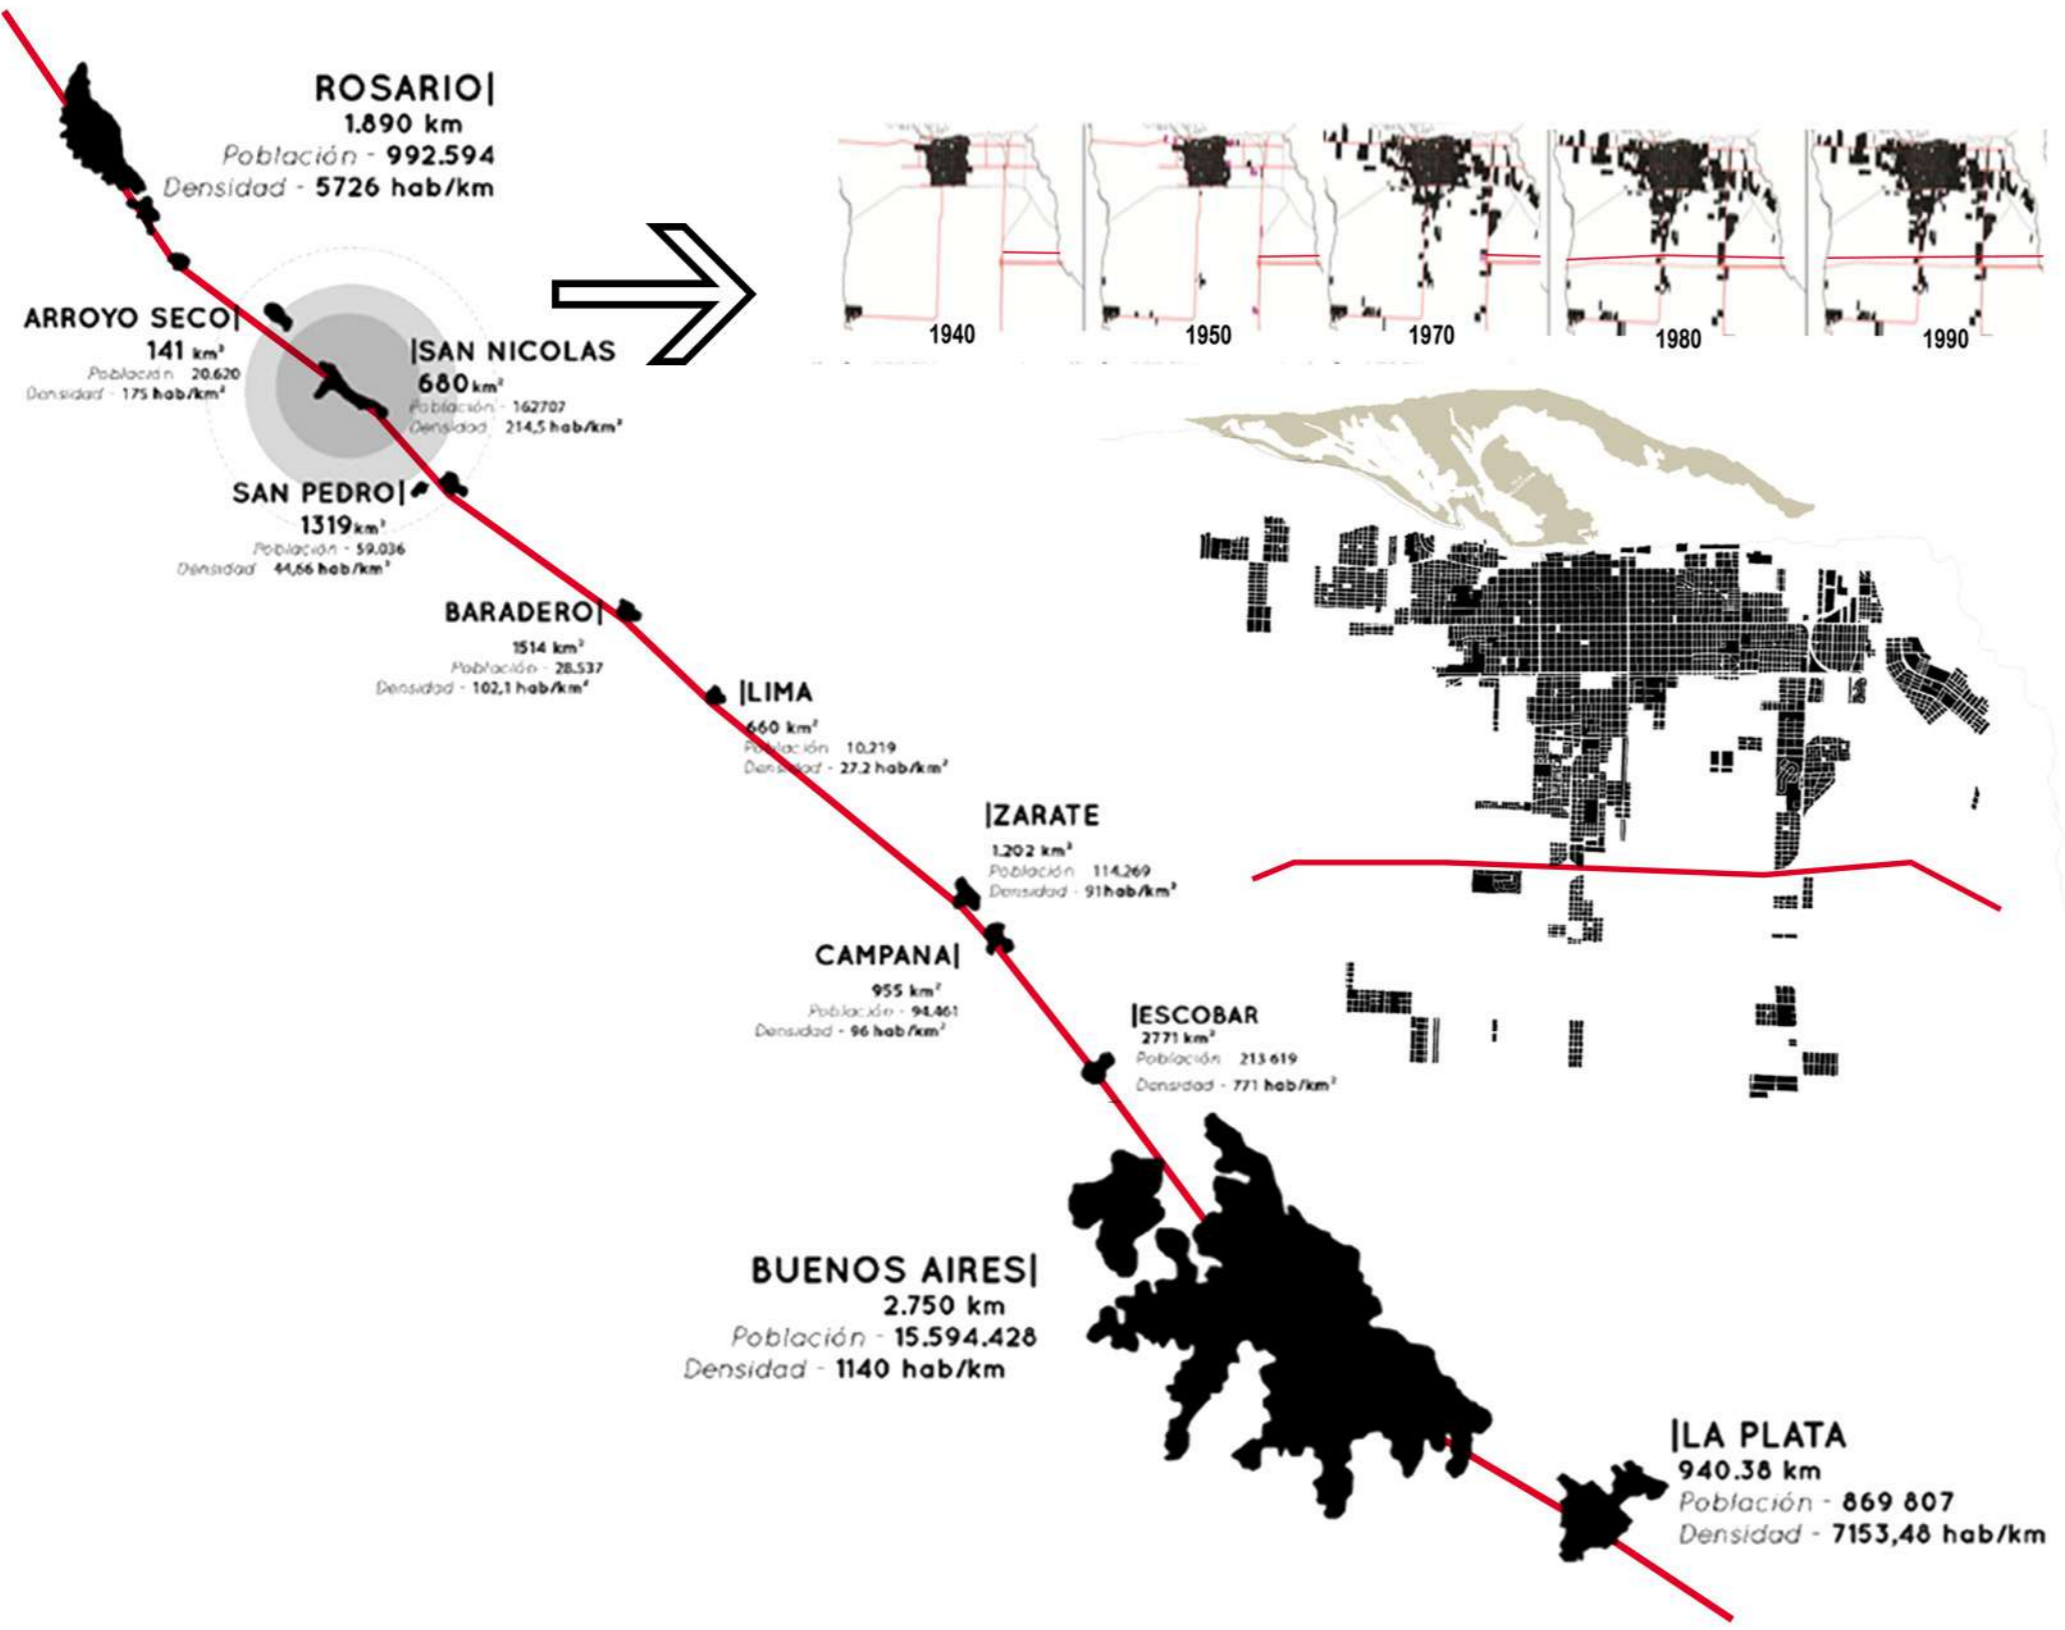 ROSARIO|
1.890 km
Población - 992.594
Densidad - 5726 hab/km
ARROYO SECO|
141 km²
Población 20.620
Densidad - 175 hab/km²
|SAN NICOLAS
680 km²
Población - 162707
Densidad 214,5 hab/km²
SAN PEDRO|
1319 km²
Población - 59.036
Densidad 44,66 hab/km²
BARADERO|
1514 km²
Población - 28.537
Densidad - 102,1 hab/km²
|LIMA
660 km²
Población 10.219
Densidad - 27.2 hab/km²
|ZARATE
1.202 km²
Población 114.269
Densidad - 91hab/km²
CAMPANA|
955 km²
Población - 94.461
Densidad - 96 hab/km²
|ESCOBAR
2771 km²
Población 213 619
Densidad - 771 hab/km²
BUENOS AIRES|
2.750 km
Población - 15.594.428
Densidad - 1140 hab/km
|LA PLATA
940.38 km
Población - 869 807
Densidad - 7153,48 hab/km
1940
1950
1970
1980
1990